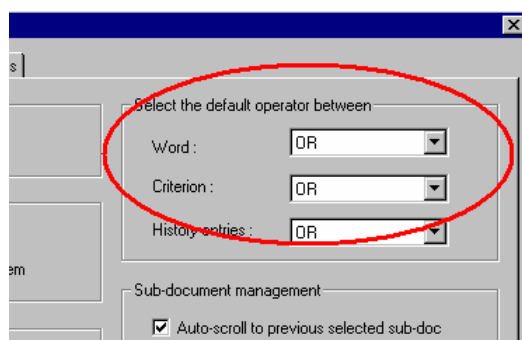 s
Select the default operator between
Word : OR
Criterion : OR
History entries : OR
em
Sub-document management
Auto-scroll to previous selected sub-doc